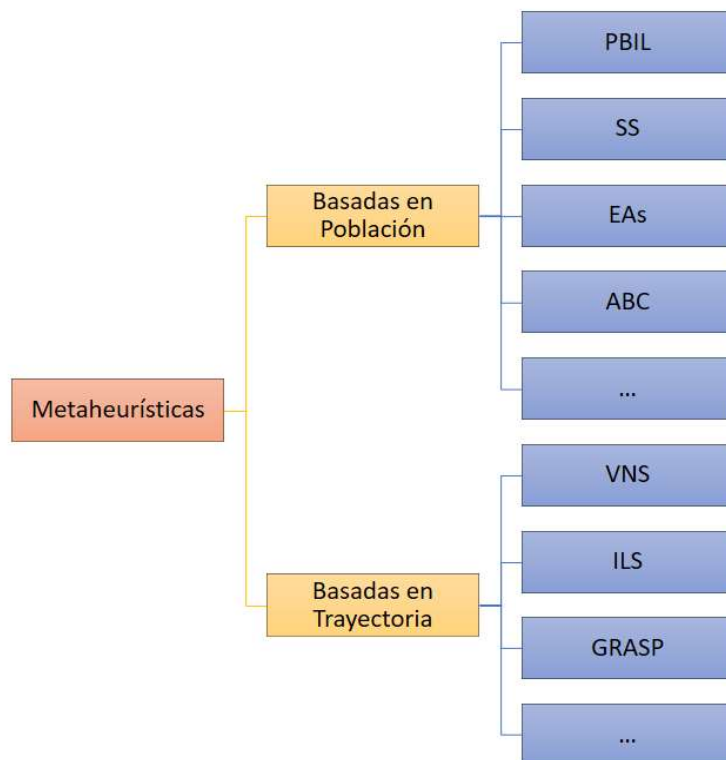 Metaheurísticas
Basadas en
Población
PBIL
SS
EAs
ABC
...
Basadas en
Trayectoria
VNS
ILS
GRASP
...